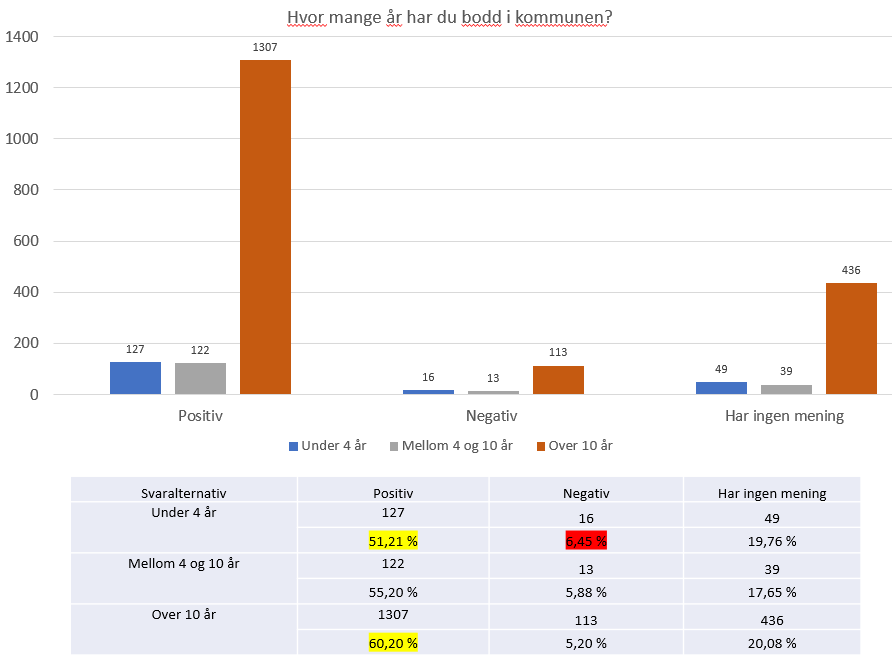 Hvor mange år har du bodd i kommunen?
1400
1200
1000
800
600
400
200
0
127
122
1307
16
13
113
49
39
436
Positiv
Negativ
Har ingen mening
Under 4 år
Mellom 4 og 10 år
Over 10 år
Svaralternativ Positiv Negativ Har ingen mening
Under 4 år 127 16 49
51,21 % 6,45 % 19,76 %
Mellom 4 og 10 år 122 13 39
55,20 % 5,88 % 17,65 %
Over 10 år 1307 113 436
60,20 % 5,20 % 20,08 %